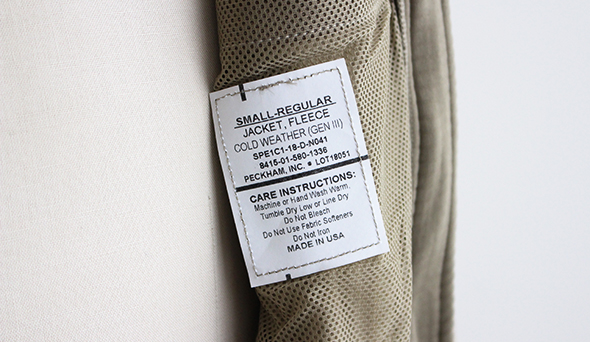 SMALL-REGULAR
JACKET, FLEECE
COLD WEATHER (GEN III)
SPE1C1-18-D-N041
8415-01-580-1336
PECKHAM, INC. • LOT18051
CARE INSTRUCTIONS:
Machine or Hand Wash Warm.
Tumble Dry Low or Line Dry
Do Not Bleach
Do Not Use Fabric Softeners
Do Not Iron
MADE IN USA